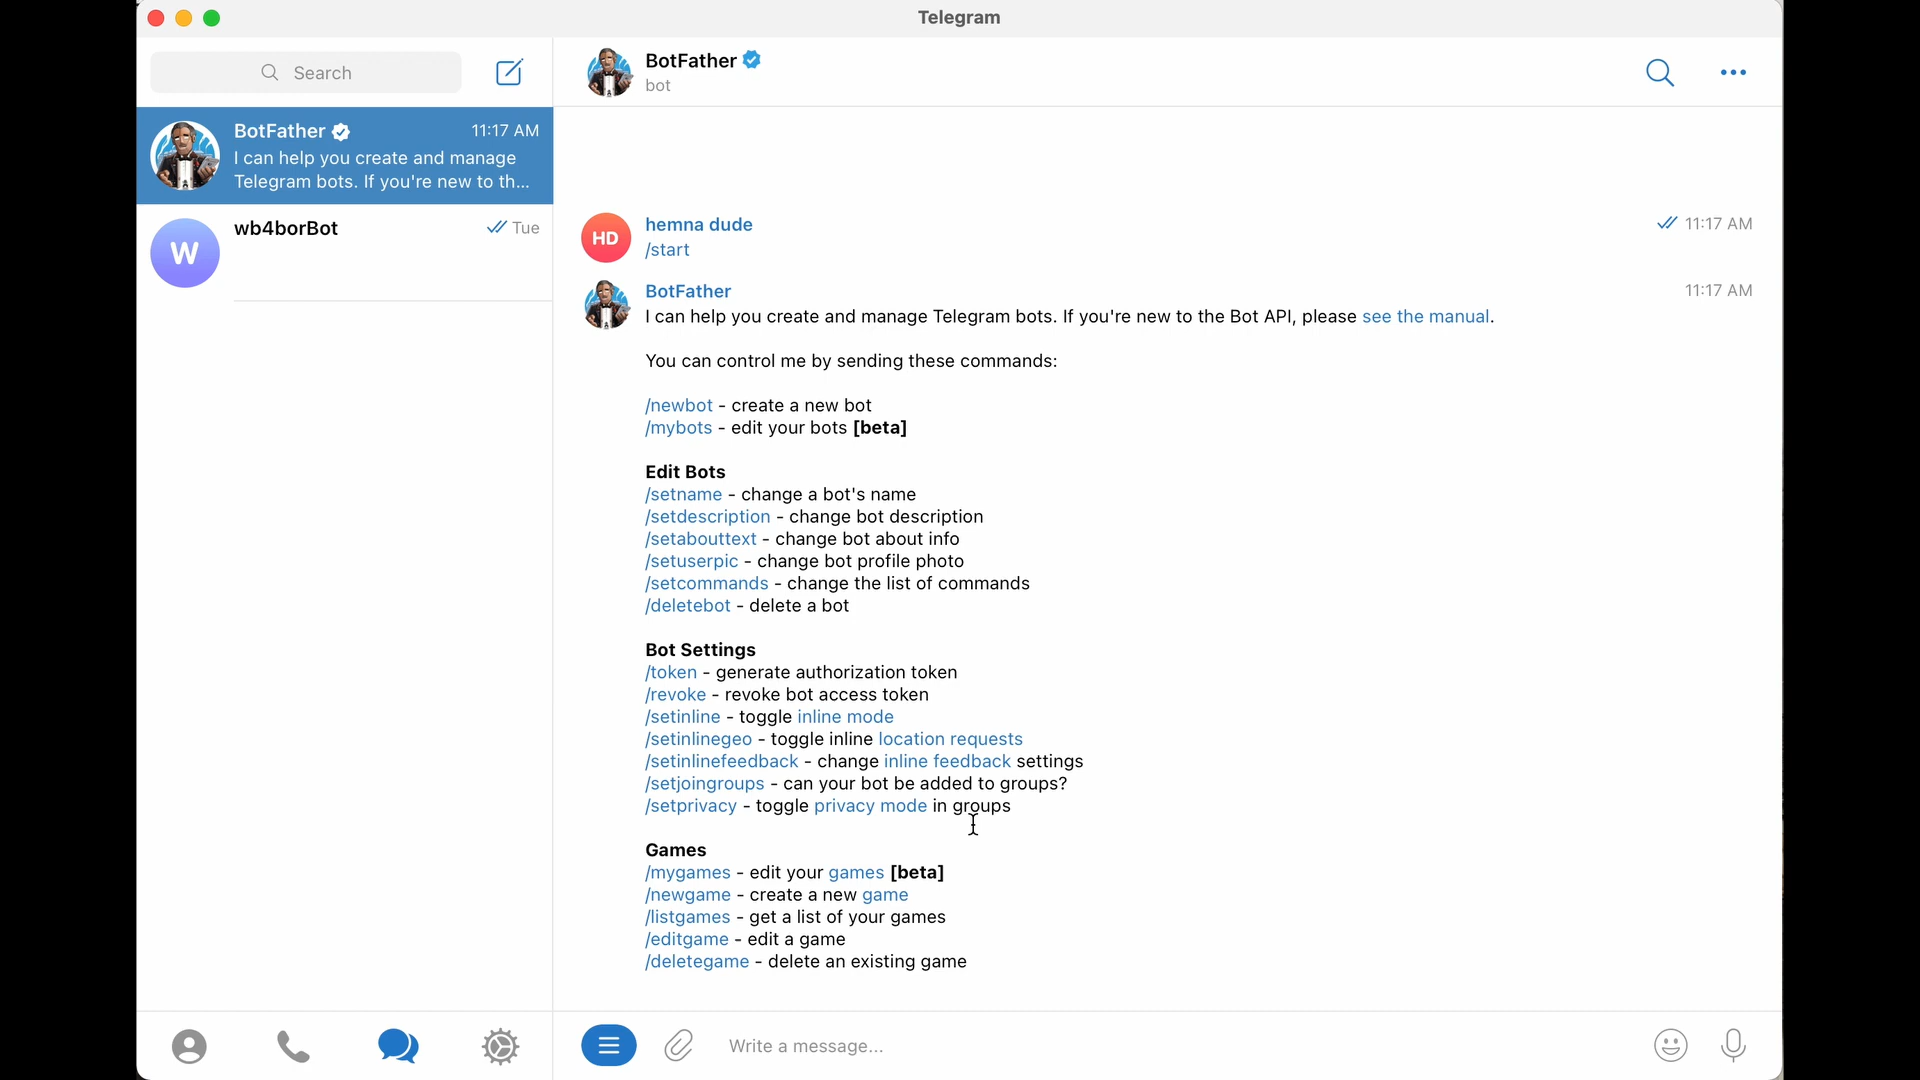 Telegram
Search
BotFather
11:17 AM
I can help you create and manage
Telegram bots. If you're new to th...
W
wb4borBot
Tue
BotFather
bot
HD
hemna dude
11:17 AM
/start
BotFather
11:17 AM
I can help you create and manage Telegram bots. If you're new to the Bot API, please see the manual.
You can control me by sending these commands:
/newbot - create a new bot
/mybots - edit your bots [beta]
Edit Bots
/setname - change a bot's name
/setdescription - change bot description
/setabouttext - change bot about info
/setuserpic - change bot profile photo
/setcommands - change the list of commands
/deletebot - delete a bot
Bot Settings
/token - generate authorization token
/revoke - revoke bot access token
/setinline - toggle inline mode
/setinlinegeo - toggle inline location requests
/setinlinefeedback - change inline feedback settings
/setjoingroups - can your bot be added to groups?
/setprivacy - toggle privacy mode in groups
Games
/mygames - edit your games [beta]
/newgame - create a new game
/listgames - get a list of your games
/editgame - edit a game
/deletegame - delete an existing game
Write a message...